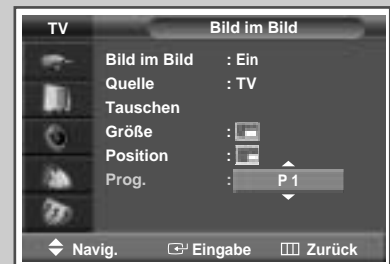 TV Bild im Bild
Bild im Bild : Ein
Quelle : TV
Tauschen
Größe :
Position :
Prog. : P 1
Navig. Eingabe Zurück